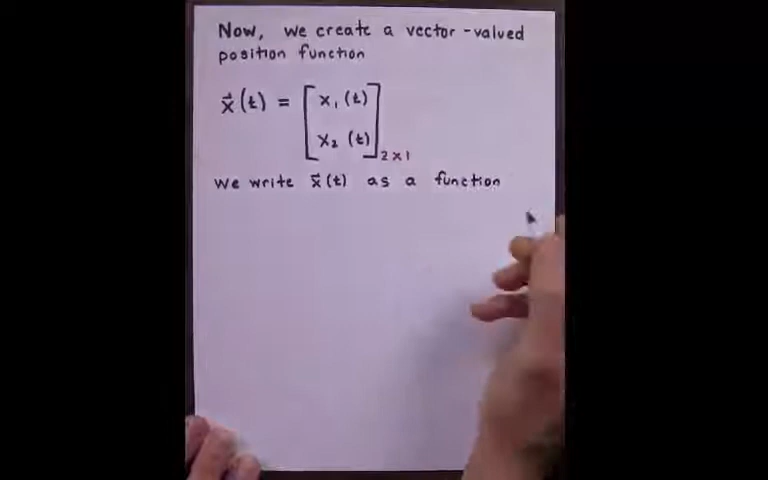 Now, we create a vector-valued
position function
x⃗(t) = [x₁(t)
x₂(t)]₂ₓ₁
we write x⃗(t) as a function